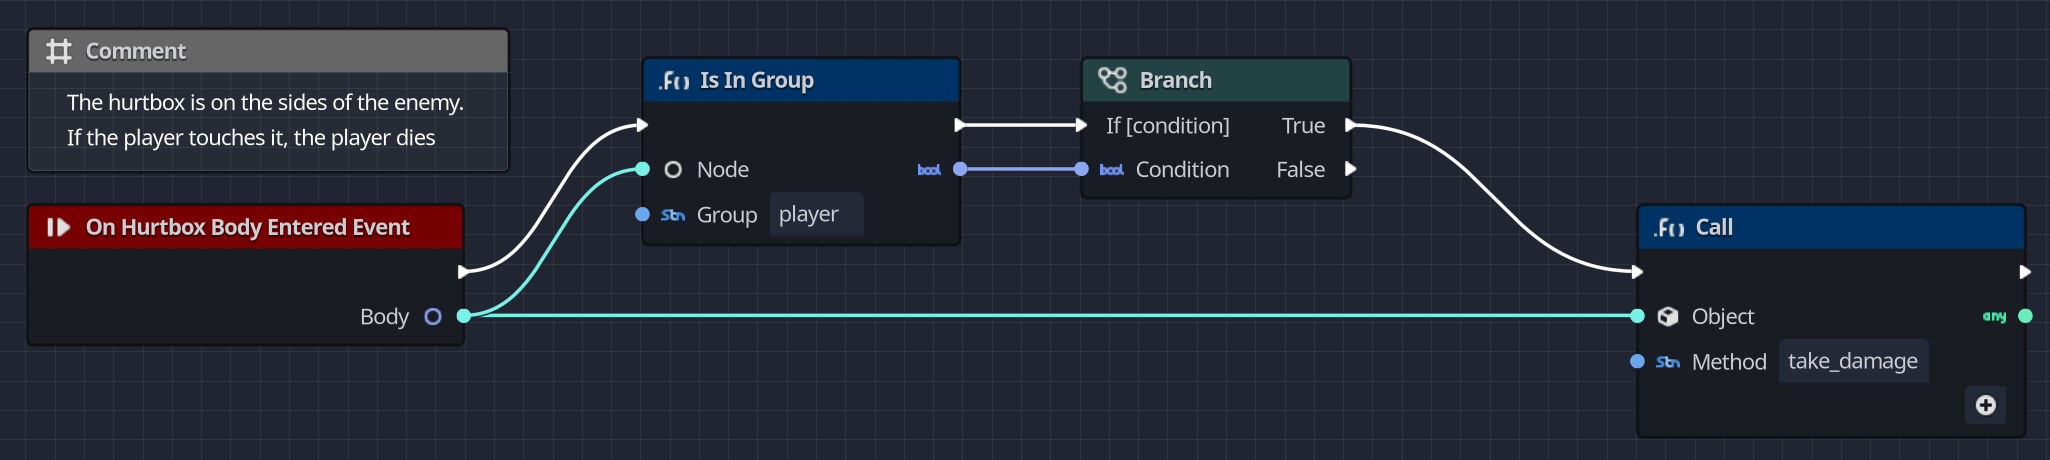 Comment
The hurtbox is on the sides of the enemy.
If the player touches it, the player dies
On Hurtbox Body Entered Event
Body
.F() Is In Group
Node bool
Stn Group player
Branch
If [condition] True
bool Condition False
.F() Call
Object any
Stn Method take_damage